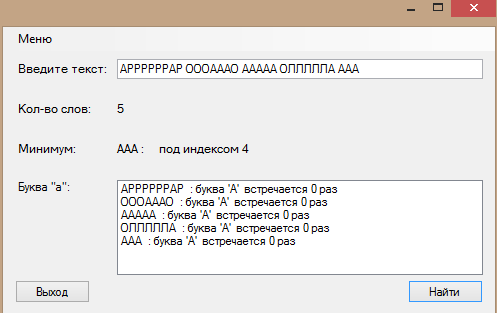 Меню
Введите текст: АРРРРРРАР ОООАААО ААААА ОЛЛЛЛЛА ААА
Кол-во слов: 5
Минимум: ААА : под индексом 4
Буква "а":
АРРРРРРАР : буква 'А' встречается 0 раз
ОООАААО : буква 'А' встречается 0 раз
ААААА : буква 'А' встречается 0 раз
ОЛЛЛЛЛА : буква 'А' встречается 0 раз
ААА : буква 'А' встречается 0 раз
Выход Найти